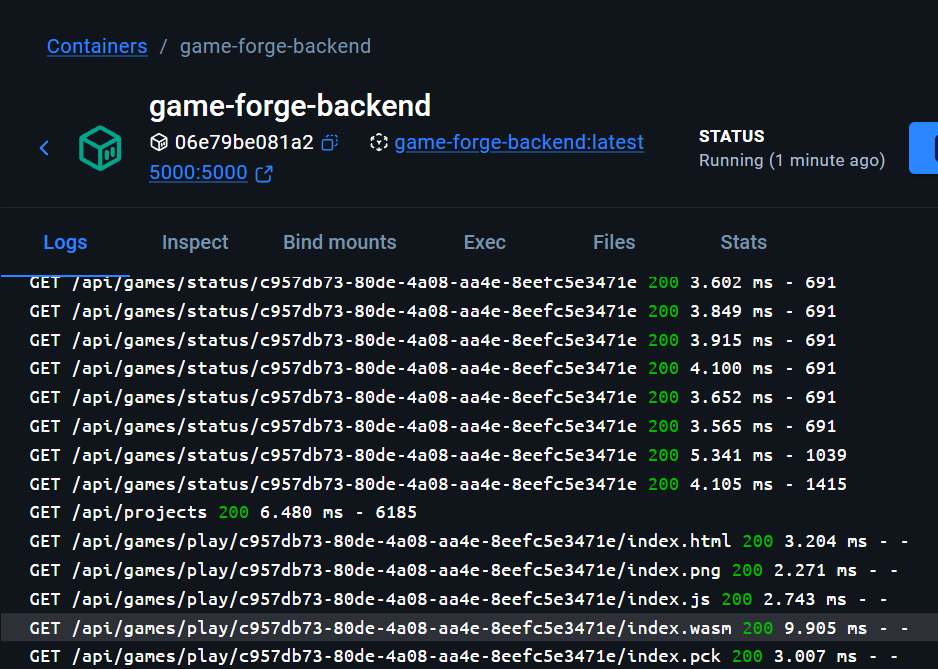 Containers / game-forge-backend
game-forge-backend
06e79be081a2 game-forge-backend:latest
5000:5000
STATUS
Running (1 minute ago)
Logs Inspect Bind mounts Exec Files Stats
GET /api/games/status/c957db73-80de-4a08-aa4e-8eefc5e3471e 200 3.602 ms - 691
GET /api/games/status/c957db73-80de-4a08-aa4e-8eefc5e3471e 200 3.849 ms - 691
GET /api/games/status/c957db73-80de-4a08-aa4e-8eefc5e3471e 200 3.915 ms - 691
GET /api/games/status/c957db73-80de-4a08-aa4e-8eefc5e3471e 200 4.100 ms - 691
GET /api/games/status/c957db73-80de-4a08-aa4e-8eefc5e3471e 200 3.652 ms - 691
GET /api/games/status/c957db73-80de-4a08-aa4e-8eefc5e3471e 200 3.565 ms - 691
GET /api/games/status/c957db73-80de-4a08-aa4e-8eefc5e3471e 200 5.341 ms - 1039
GET /api/games/status/c957db73-80de-4a08-aa4e-8eefc5e3471e 200 4.105 ms - 1415
GET /api/projects 200 6.480 ms - 6185
GET /api/games/play/c957db73-80de-4a08-aa4e-8eefc5e3471e/index.html 200 3.204 ms - -
GET /api/games/play/c957db73-80de-4a08-aa4e-8eefc5e3471e/index.png 200 2.271 ms - -
GET /api/games/play/c957db73-80de-4a08-aa4e-8eefc5e3471e/index.js 200 2.743 ms - -
GET /api/games/play/c957db73-80de-4a08-aa4e-8eefc5e3471e/index.wasm 200 9.905 ms - -
GET /api/games/play/c957db73-80de-4a08-aa4e-8eefc5e3471e/index.pck 200 3.007 ms - -